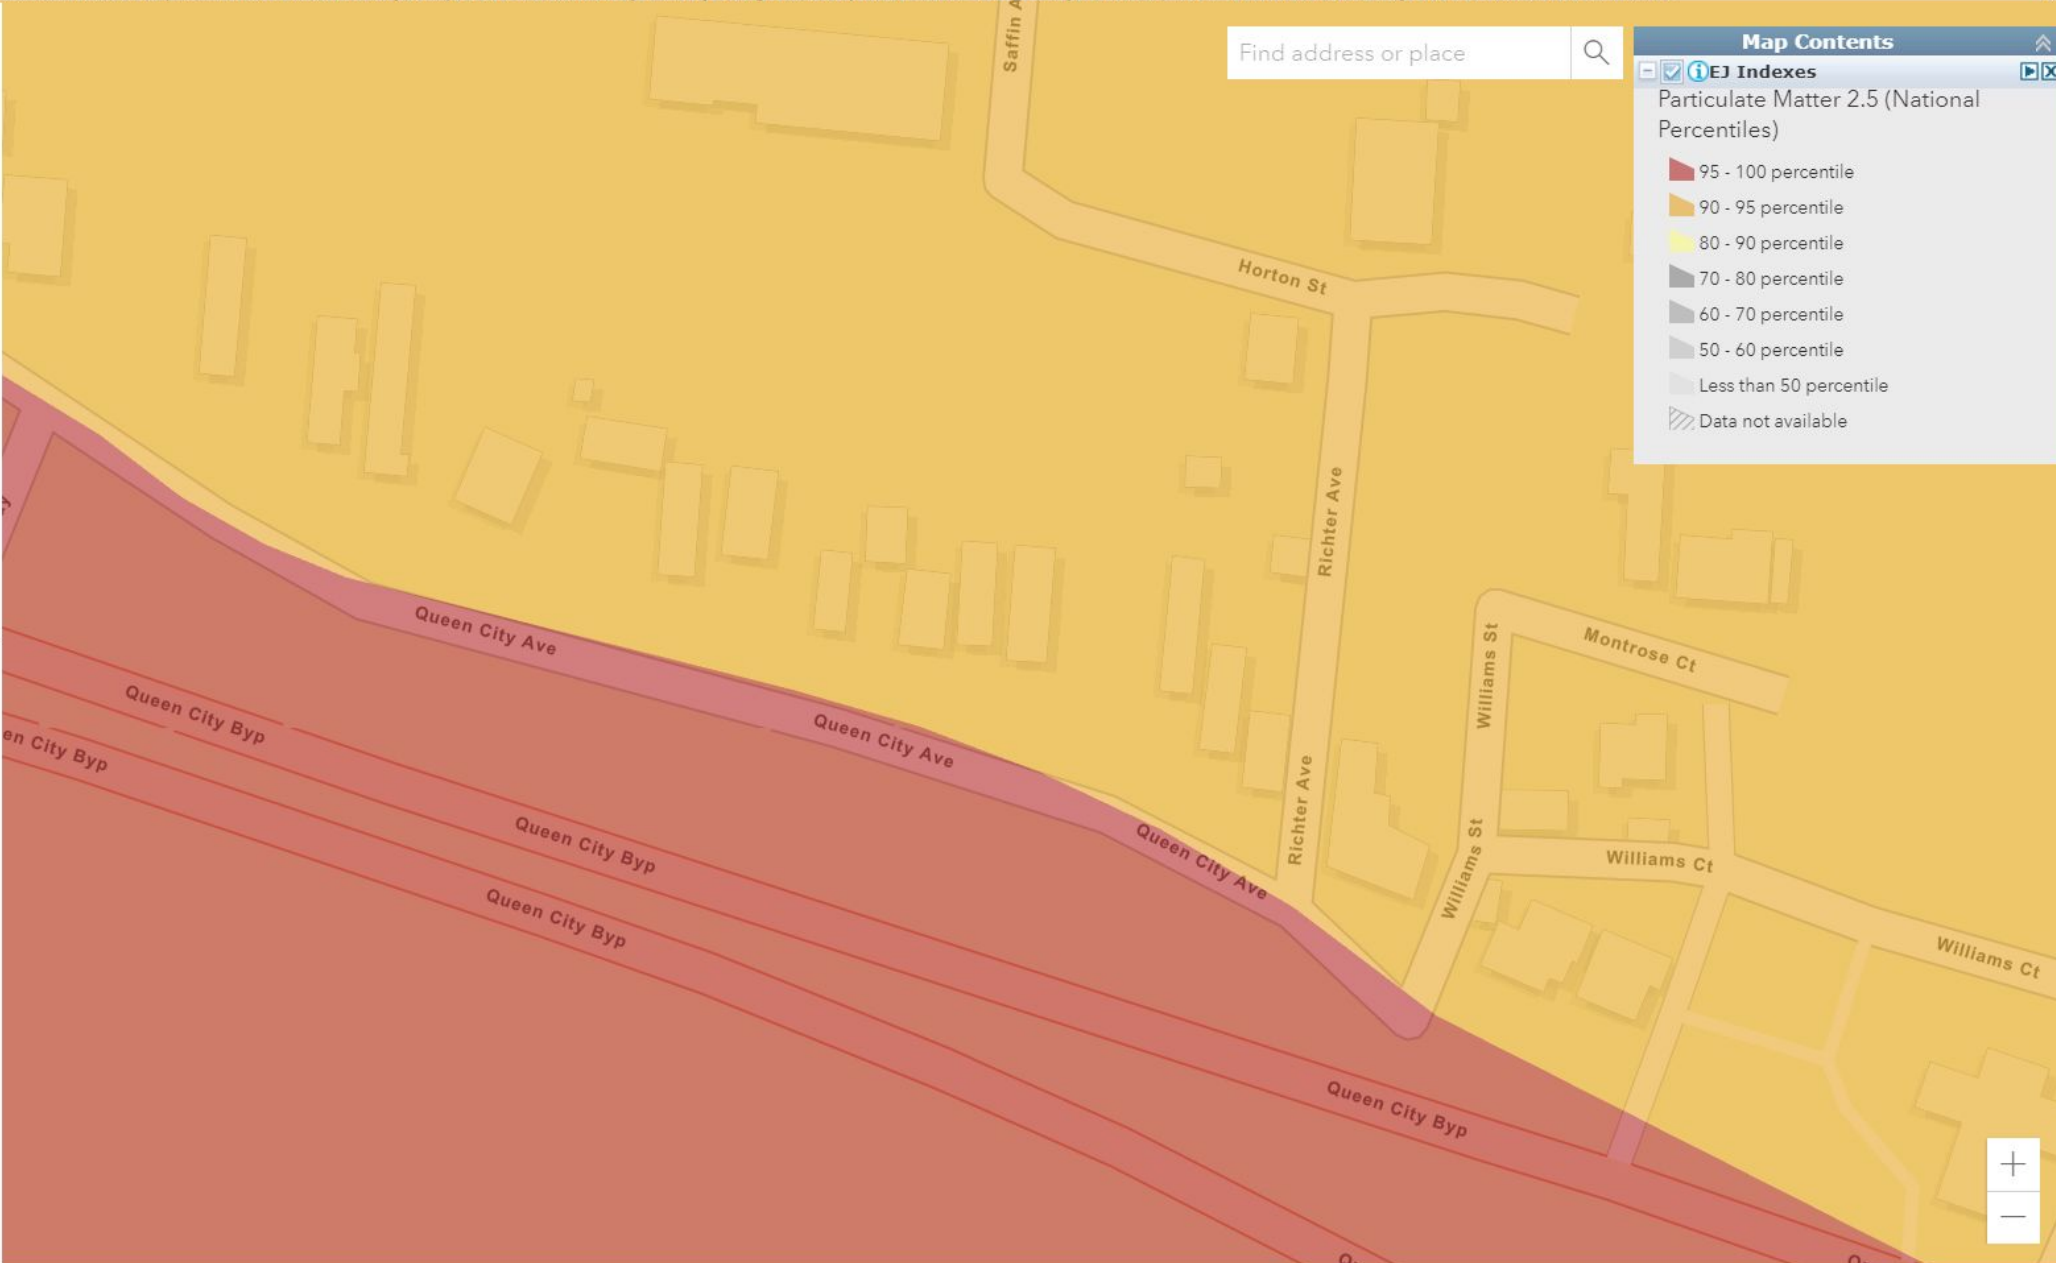 Saffin A
Find address or place
Map Contents
EJ Indexes
Particulate Matter 2.5 (National
Percentiles)
95 - 100 percentile
90 - 95 percentile
80 - 90 percentile
70 - 80 percentile
60 - 70 percentile
50 - 60 percentile
Less than 50 percentile
Data not available
Horton St
Richter Ave
Queen City Ave
Williams St
Montrose Ct
Queen City Byp
en City Byp
Queen City Ave
Richter Ave
Queen City Byp
Queen City Ave
Williams St
Williams Ct
Queen City Byp
Williams Ct
Queen City Byp